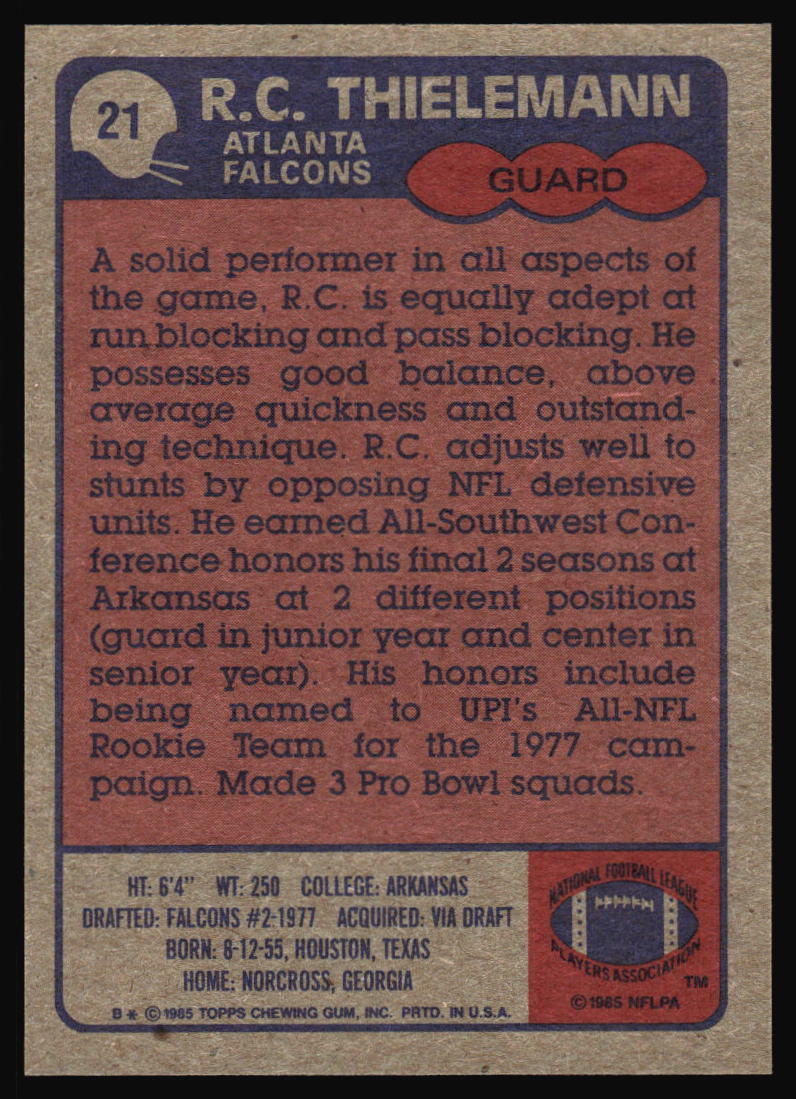 21
R.C. THIELEMANN
ATLANTA
FALCONS
GUARD
A solid performer in all aspects of
the game, R.C. is equally adept at
run blocking and pass blocking. He
possesses good balance, above
average quickness and outstand-
ing technique. R.C. adjusts well to
stunts by opposing NFL defensive
units. He earned All-Southwest Con-
ference honors his final 2 seasons at
Arkansas at 2 different positions
(guard in junior year and center in
senior year). His honors include
being named to UPI's All-NFL
Rookie Team for the 1977 cam-
paign. Made 3 Pro Bowl squads.
HT: 6'4" WT: 250 COLLEGE: ARKANSAS
DRAFTED: FALCONS #2-1977 ACQUIRED: VIA DRAFT
BORN: 8-12-55, HOUSTON, TEXAS
HOME: NORCROSS, GEORGIA
B* © 1985 TOPPS CHEWING GUM, INC. PRTD. IN U.S.A.
NATIONAL FOOTBALL LEAGUE
PLAYERS ASSOCIATION
TM
© 1985 NFLPA